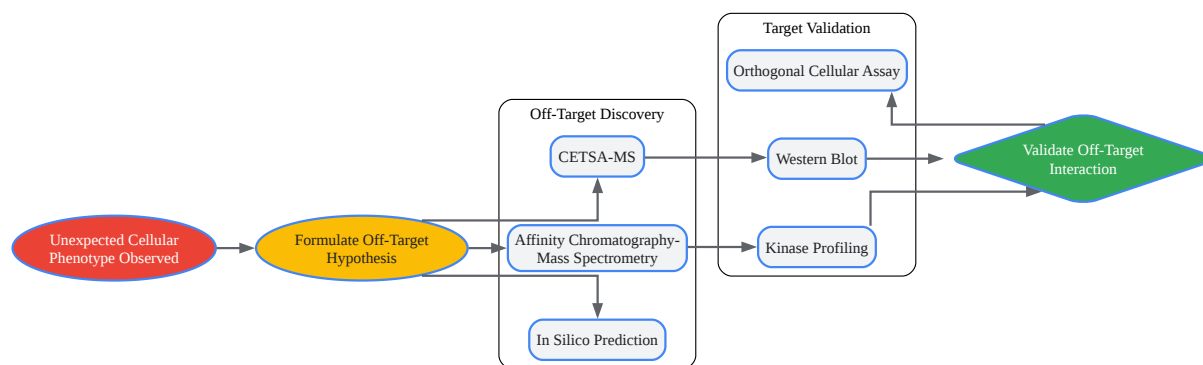 Target Validation
Orthogonal Cellular Assay
Off-Target Discovery
CETSA-MS
Western Blot
Validate Off-Target
Interaction
Unexpected Cellular
Phenotype Observed
Formulate Off-Target
Hypothesis
Affinity Chromatography-
Mass Spectrometry
Kinase Profiling
In Silico Prediction